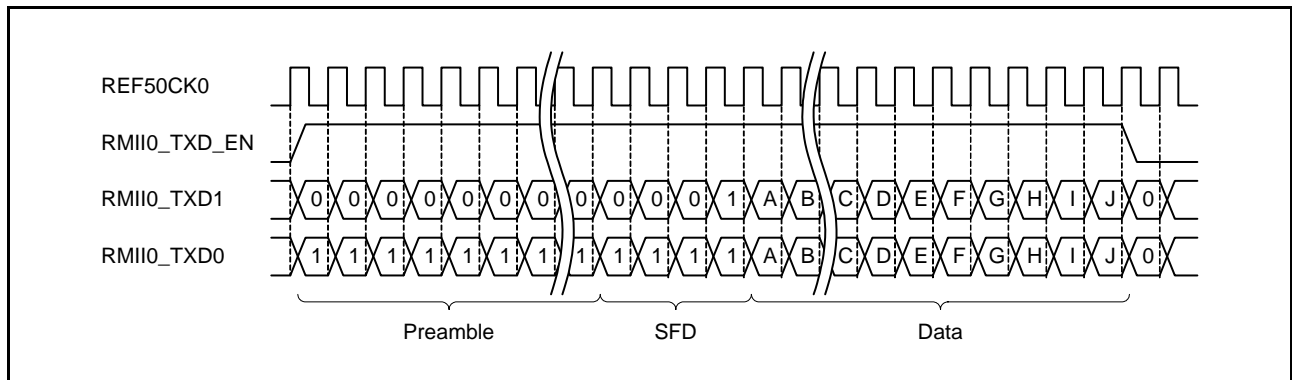 REF50CK0
RMII0_TXD_EN
RMII0_TXD1 0 0 0 0 0 0 0 0 0 0 0 1 A B C D E F G H I J 0
RMII0_TXD0 1 1 1 1 1 1 1 1 1 1 1 1 A B C D E F G H I J 0
Preamble SFD Data